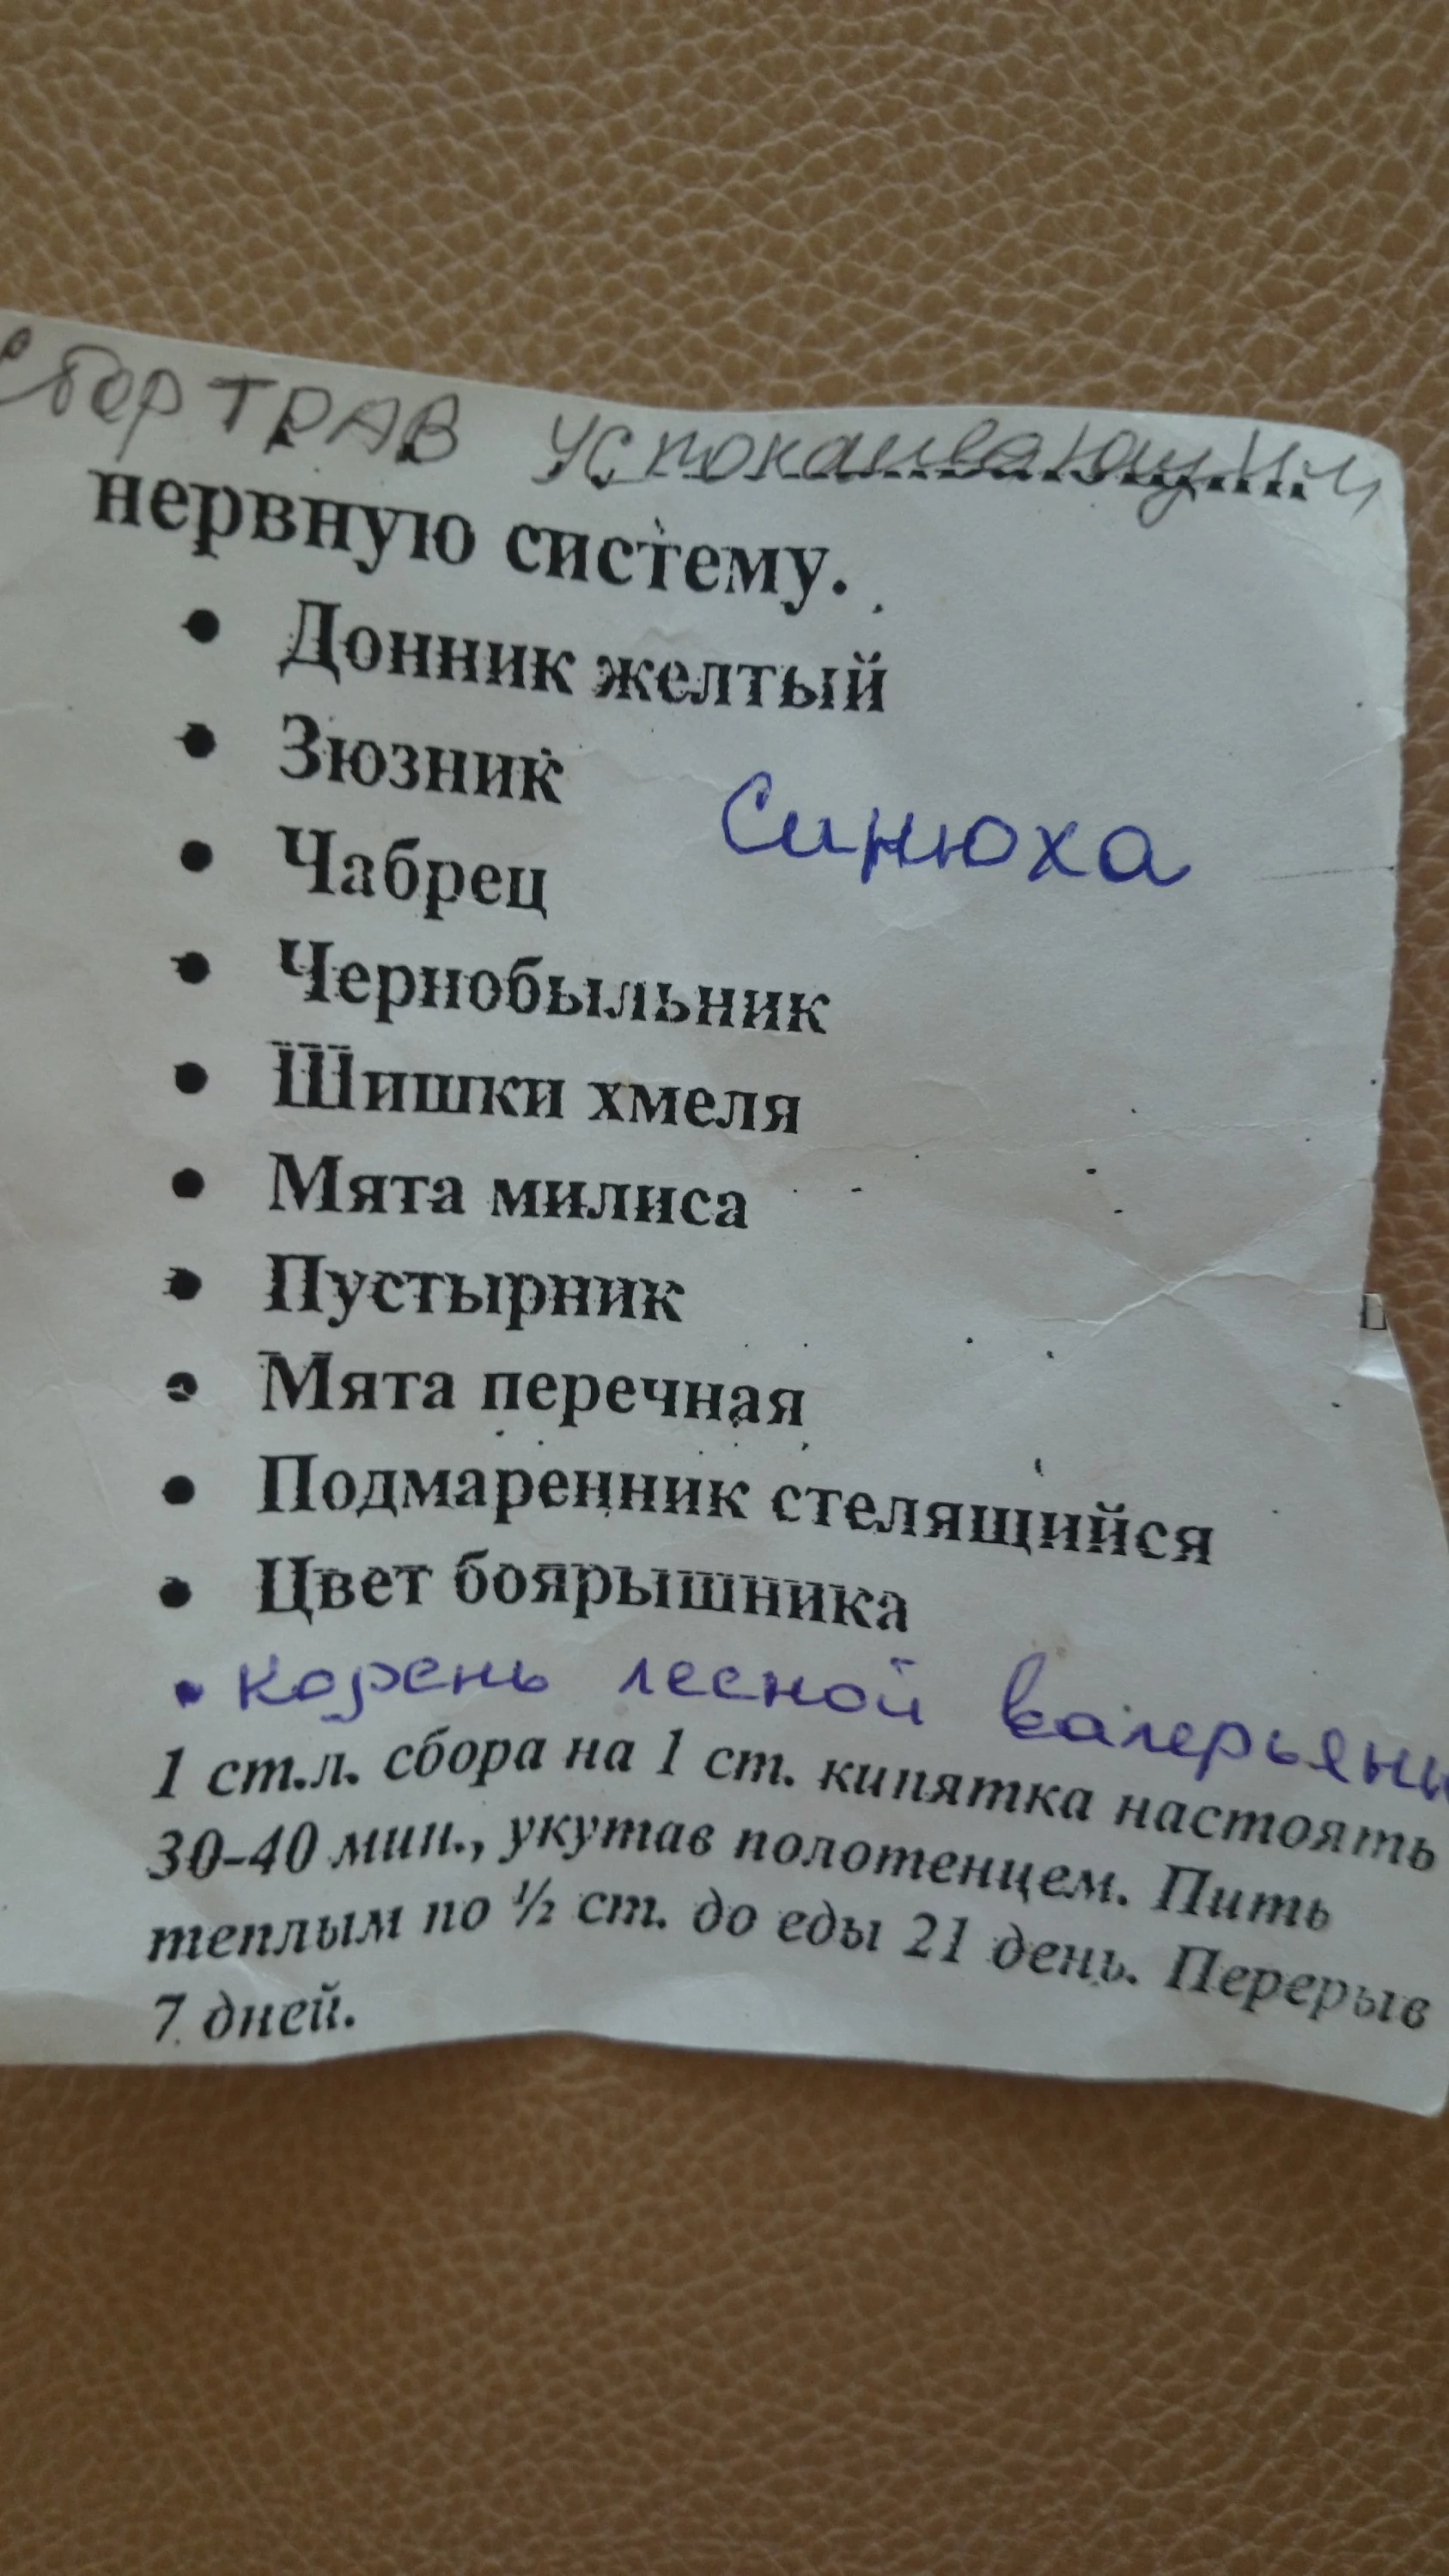 Сбор ТРАВ успокаивающий
нервную систему.
• Донник желтый
• Зюзник
Синюха
• Чабрец
• Чернобыльник
• Шишки хмеля
• Мята милиса
• Пустырник
• Мята перечная
• Подмаренник стелящийся
• Цвет боярышника
• корень лесной валерьяны
1 ст.л. сбора на 1 ст. кипятка настоять
30-40 мин., укутав полотенцем. Пить
теплым по ½ ст. до еды 21 день. Перерыв
7 дней.